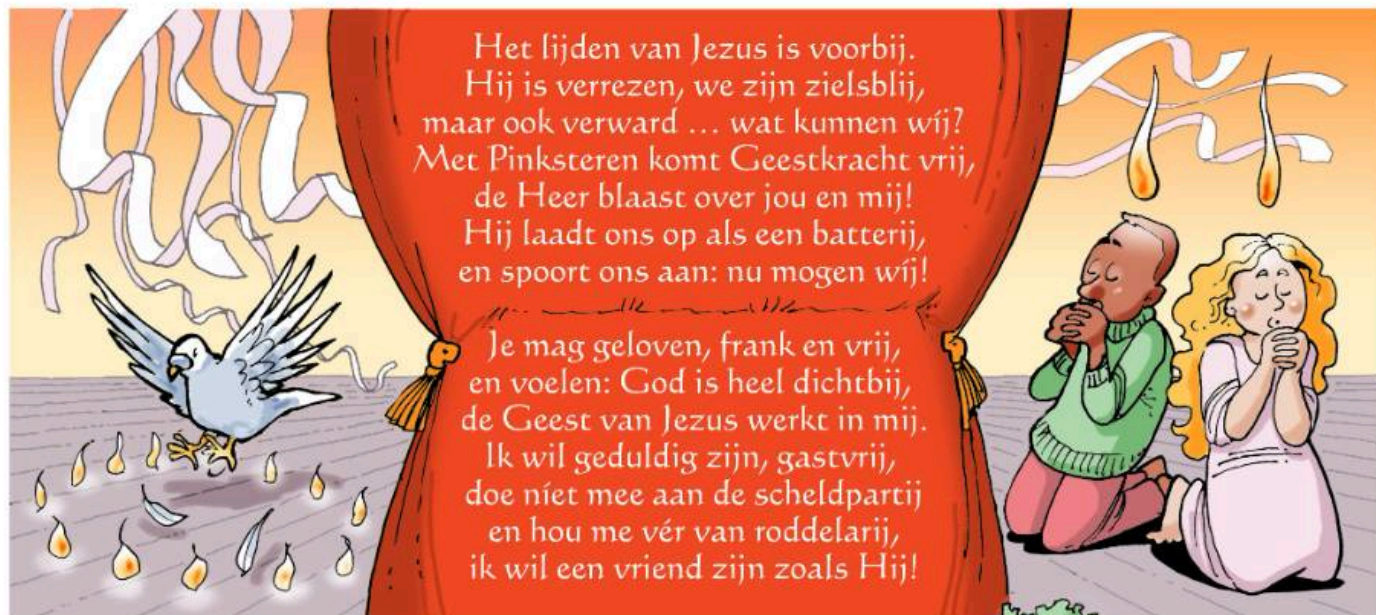 Het lijden van Jezus is voorbij.
Hij is verrezen, we zijn zielsblij,
maar ook verward ... wat kunnen wíj?
Met Pinksteren komt Geestkracht vrij,
de Heer blaast over jou en mij!
Hij laadt ons op als een batterij,
en spoort ons aan: nu mogen wíj!
Je mag geloven, frank en vrij,
en voelen: God is heel dichtbij,
de Geest van Jezus werkt in mij.
Ik wil geduldig zijn, gastvrij,
doe níet mee aan de scheldpartij
en hou me vér van roddelarij,
ik wil een vriend zijn zoals Hij!